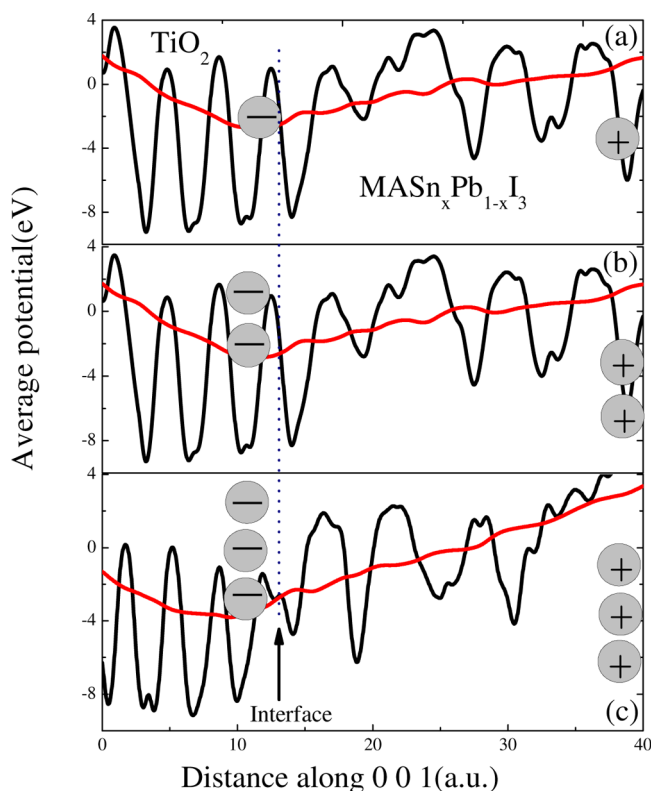 Average potential(eV)
4
0
-4
-8
TiO2
(a)
−
+
MASnxPb1-xI3
4
0
-4
-8
(b)
−
−
+
+
4
0
-4
-8
−
−
−
+
+
+
Interface
(c)
0 10 20 30 40
Distance along 0 0 1(a.u.)